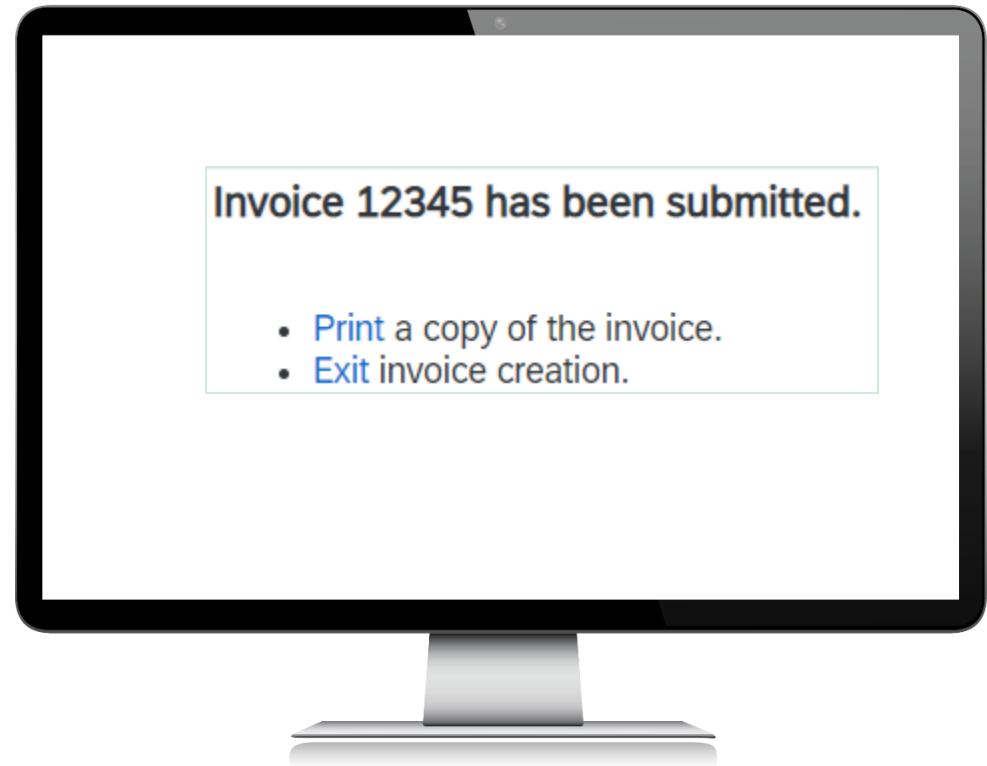 Invoice 12345 has been submitted.
• Print a copy of the invoice.
• Exit invoice creation.